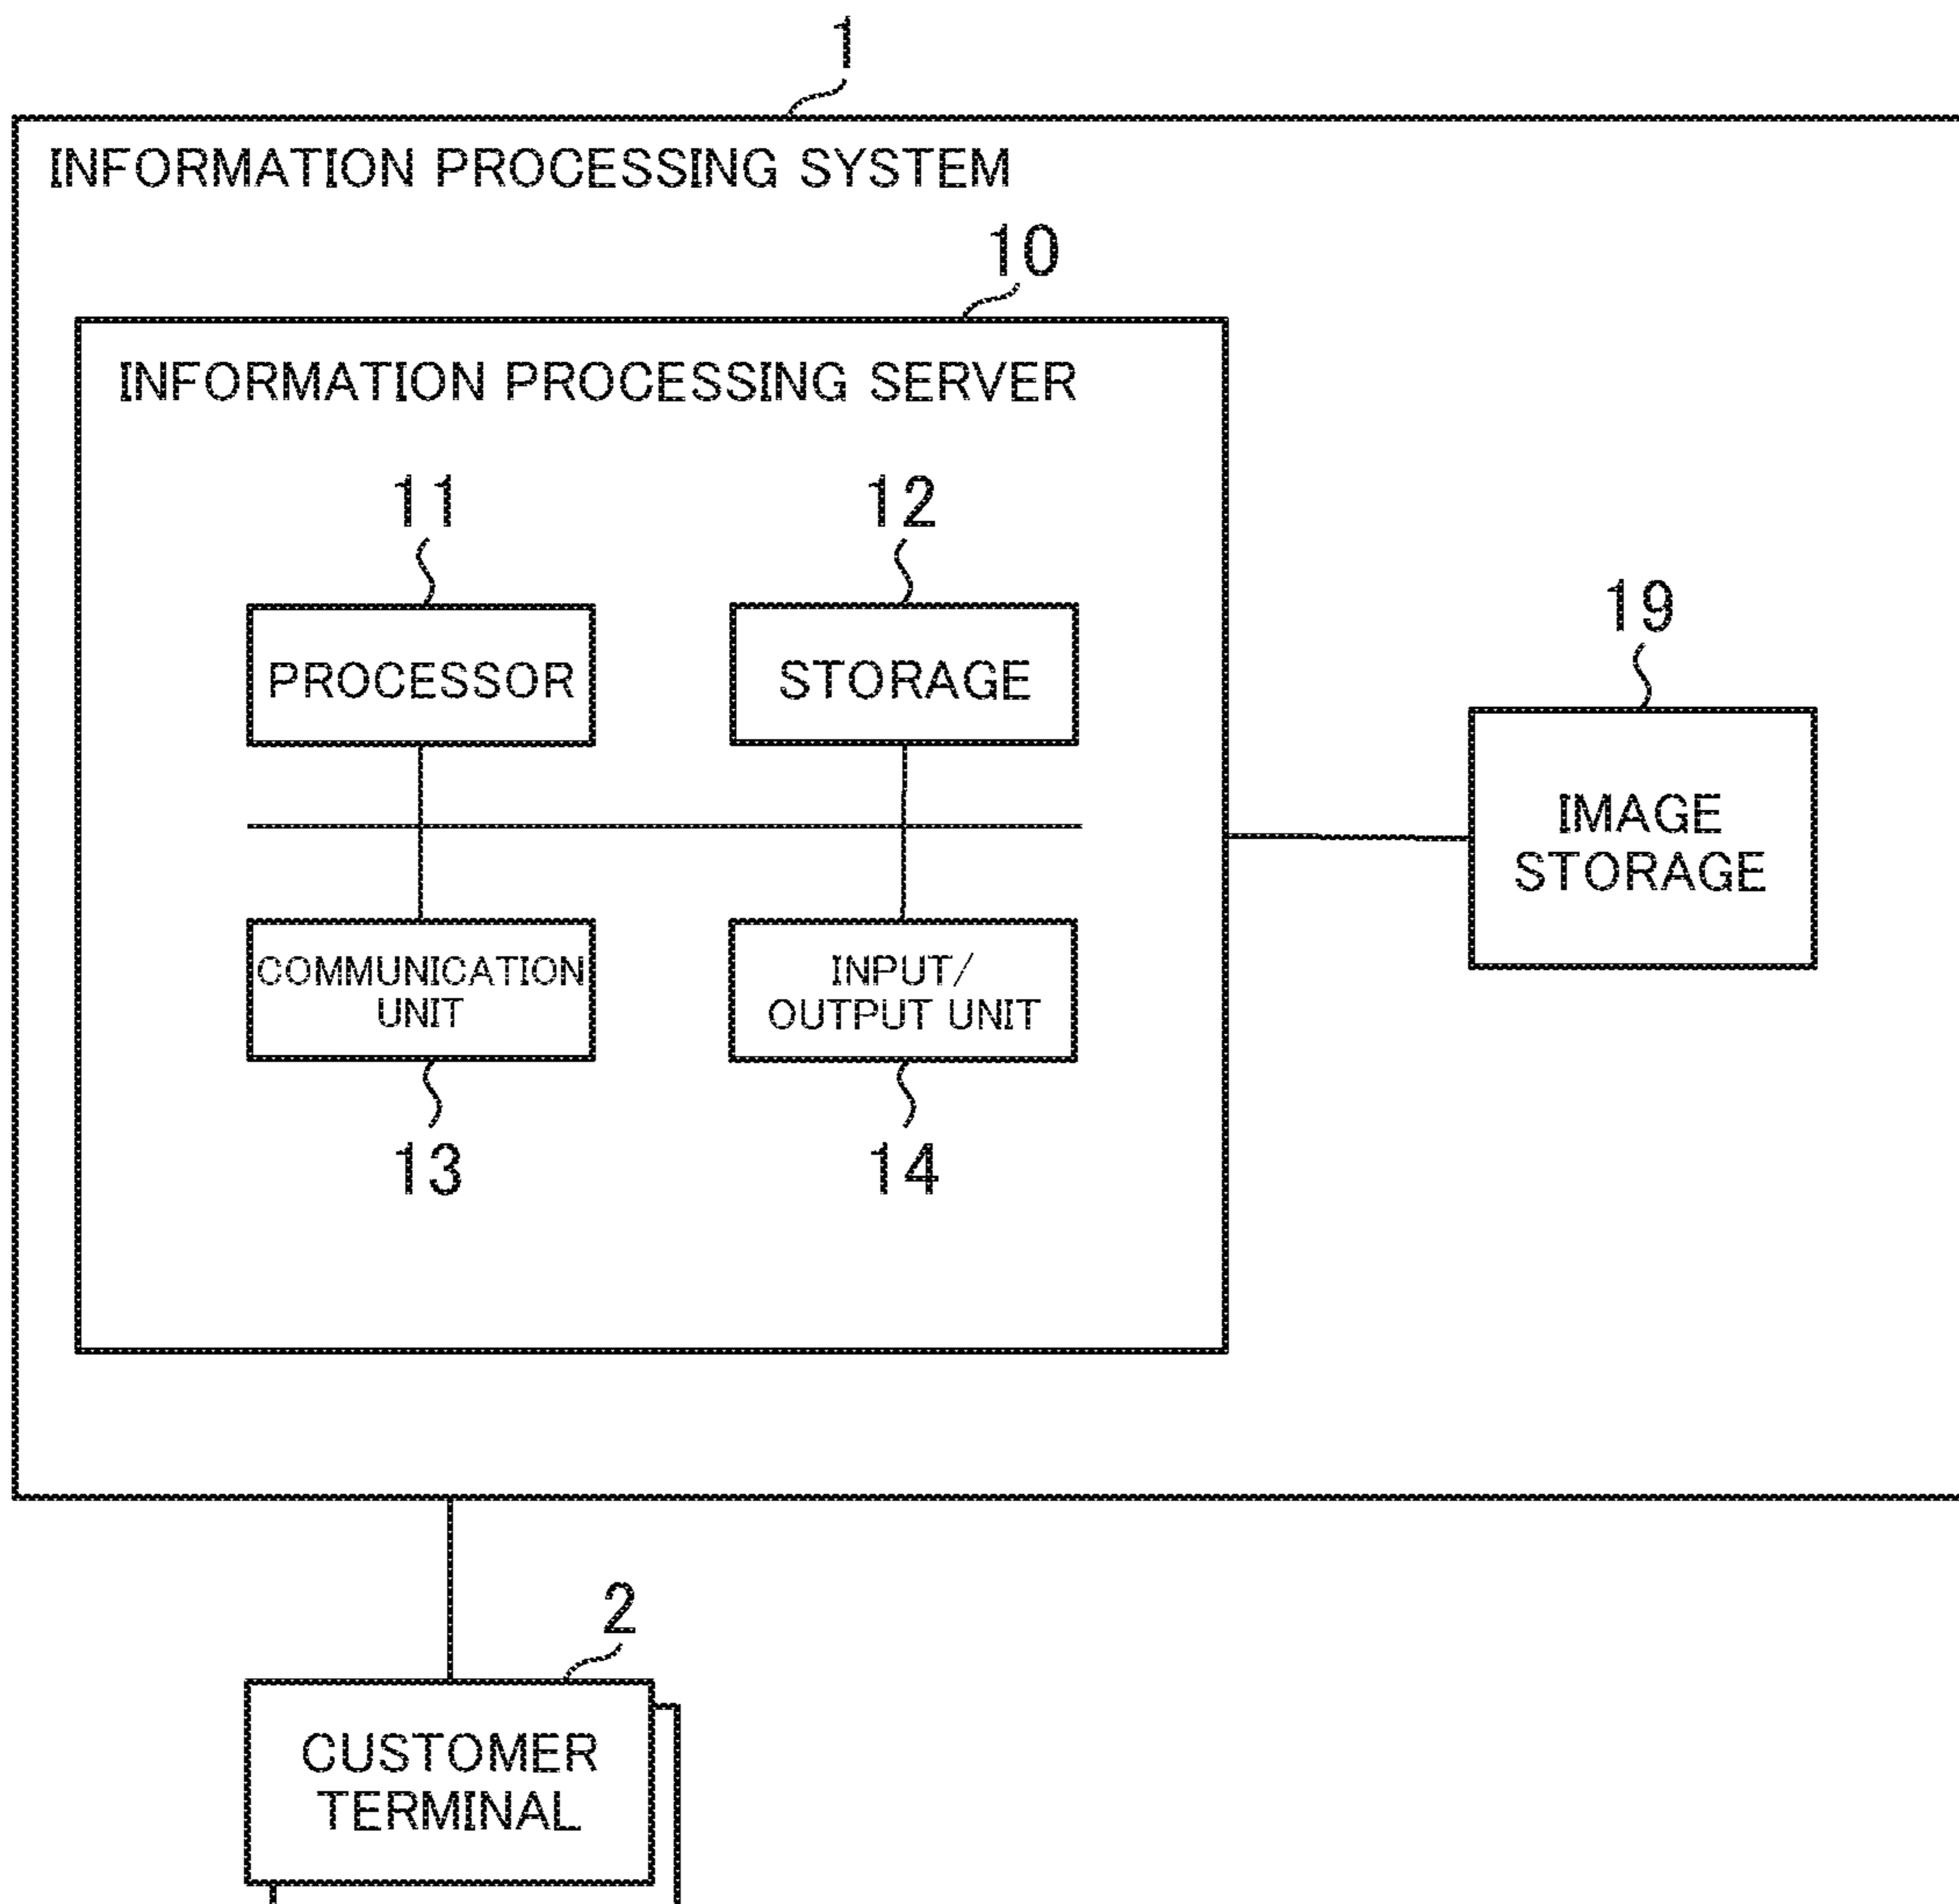 1
INFORMATION PROCESSING SYSTEM
10
INFORMATION PROCESSING SERVER
11
12
PROCESSOR
STORAGE
19
IMAGE
STORAGE
COMMUNICATION
UNIT
INPUT/
OUTPUT UNIT
13
14
2
CUSTOMER
TERMINAL